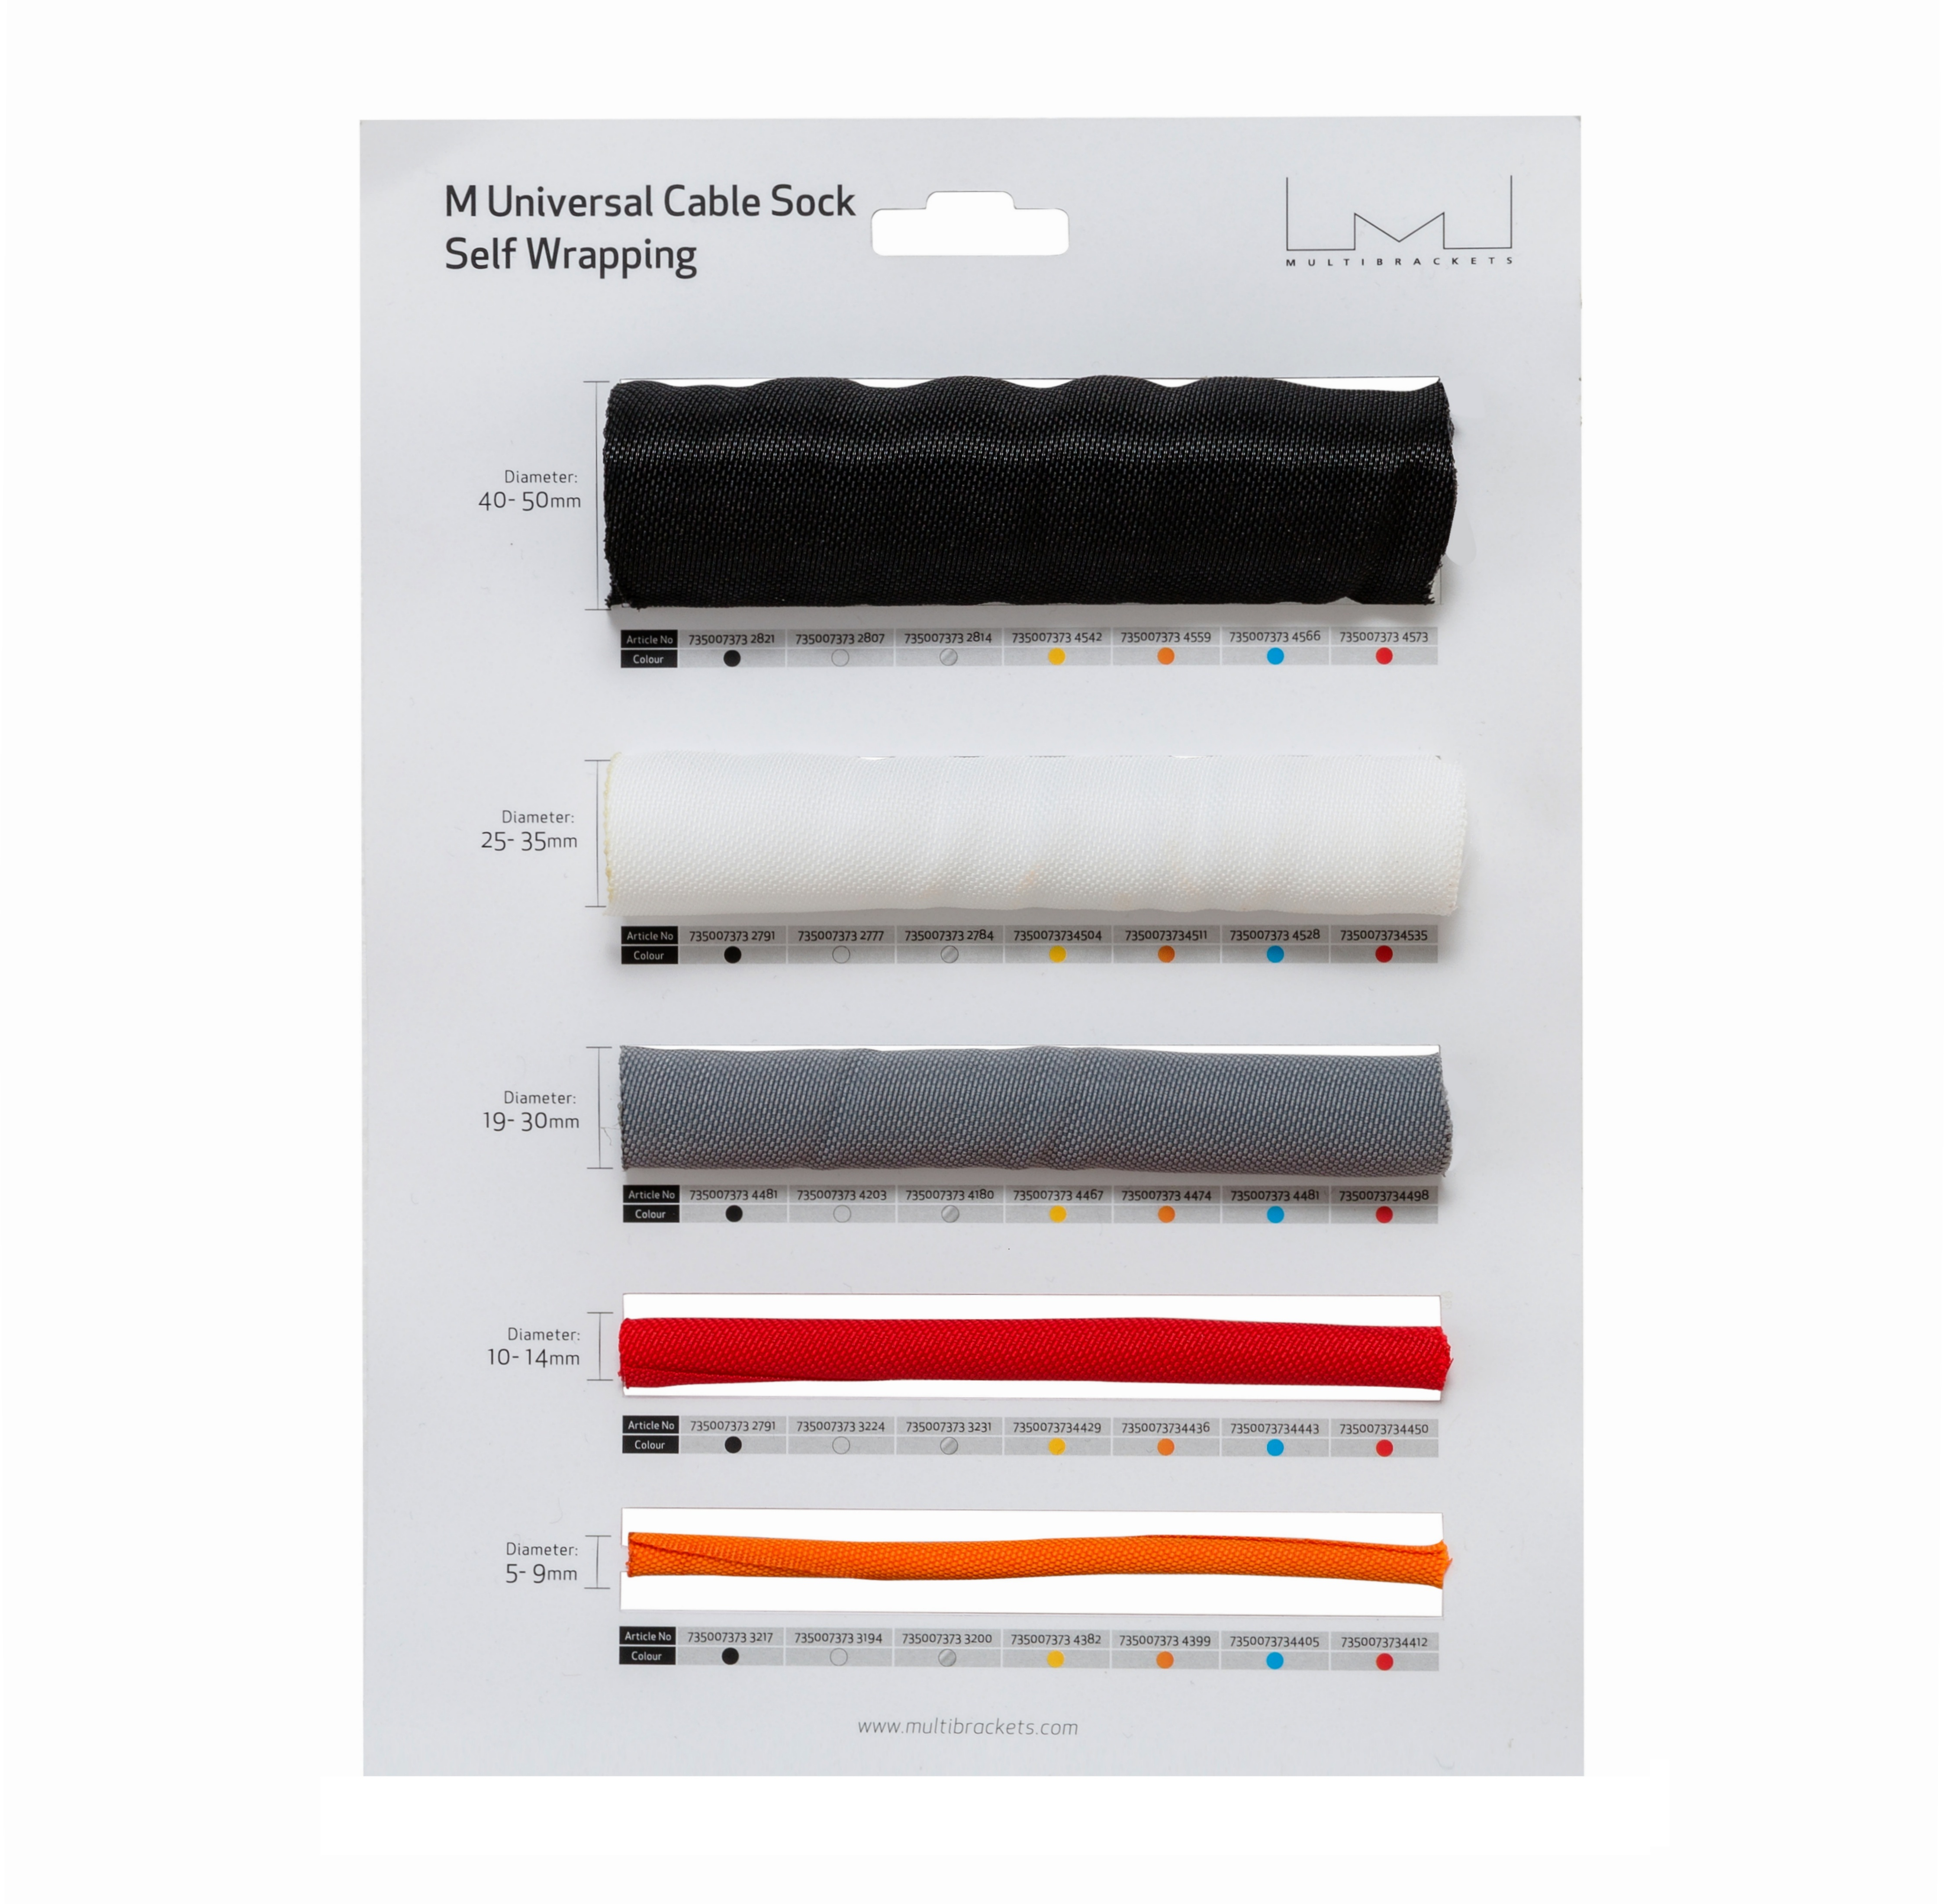 M Universal Cable Sock
Self Wrapping
MULTIBRACKETS
Diameter:
40-50mm
Article No 735007373 2821 735007373 2807 735007373 2814 735007373 4542 735007373 4559 735007373 4566 735007373 4573
Colour
Diameter:
25-35mm
Article No 735007373 2791 735007373 2777 735007373 2784 7350073734504 7350073734511 735007373 4528 7350073734535
Colour
Diameter:
19-30mm
Article No 735007373 4481 735007373 4203 735007373 4180 735007373 4467 735007373 4474 735007373 4481 7350073734498
Colour
Diameter:
10-14mm
Article No 735007373 2791 735007373 3224 735007373 3231 7350073734429 7350073734436 7350073734443 7350073734450
Colour
Diameter:
5-9mm
Article No 735007373 3217 735007373 3194 735007373 3200 735007373 4382 735007373 4399 7350073734405 7350073734412
Colour
www.multibrackets.com